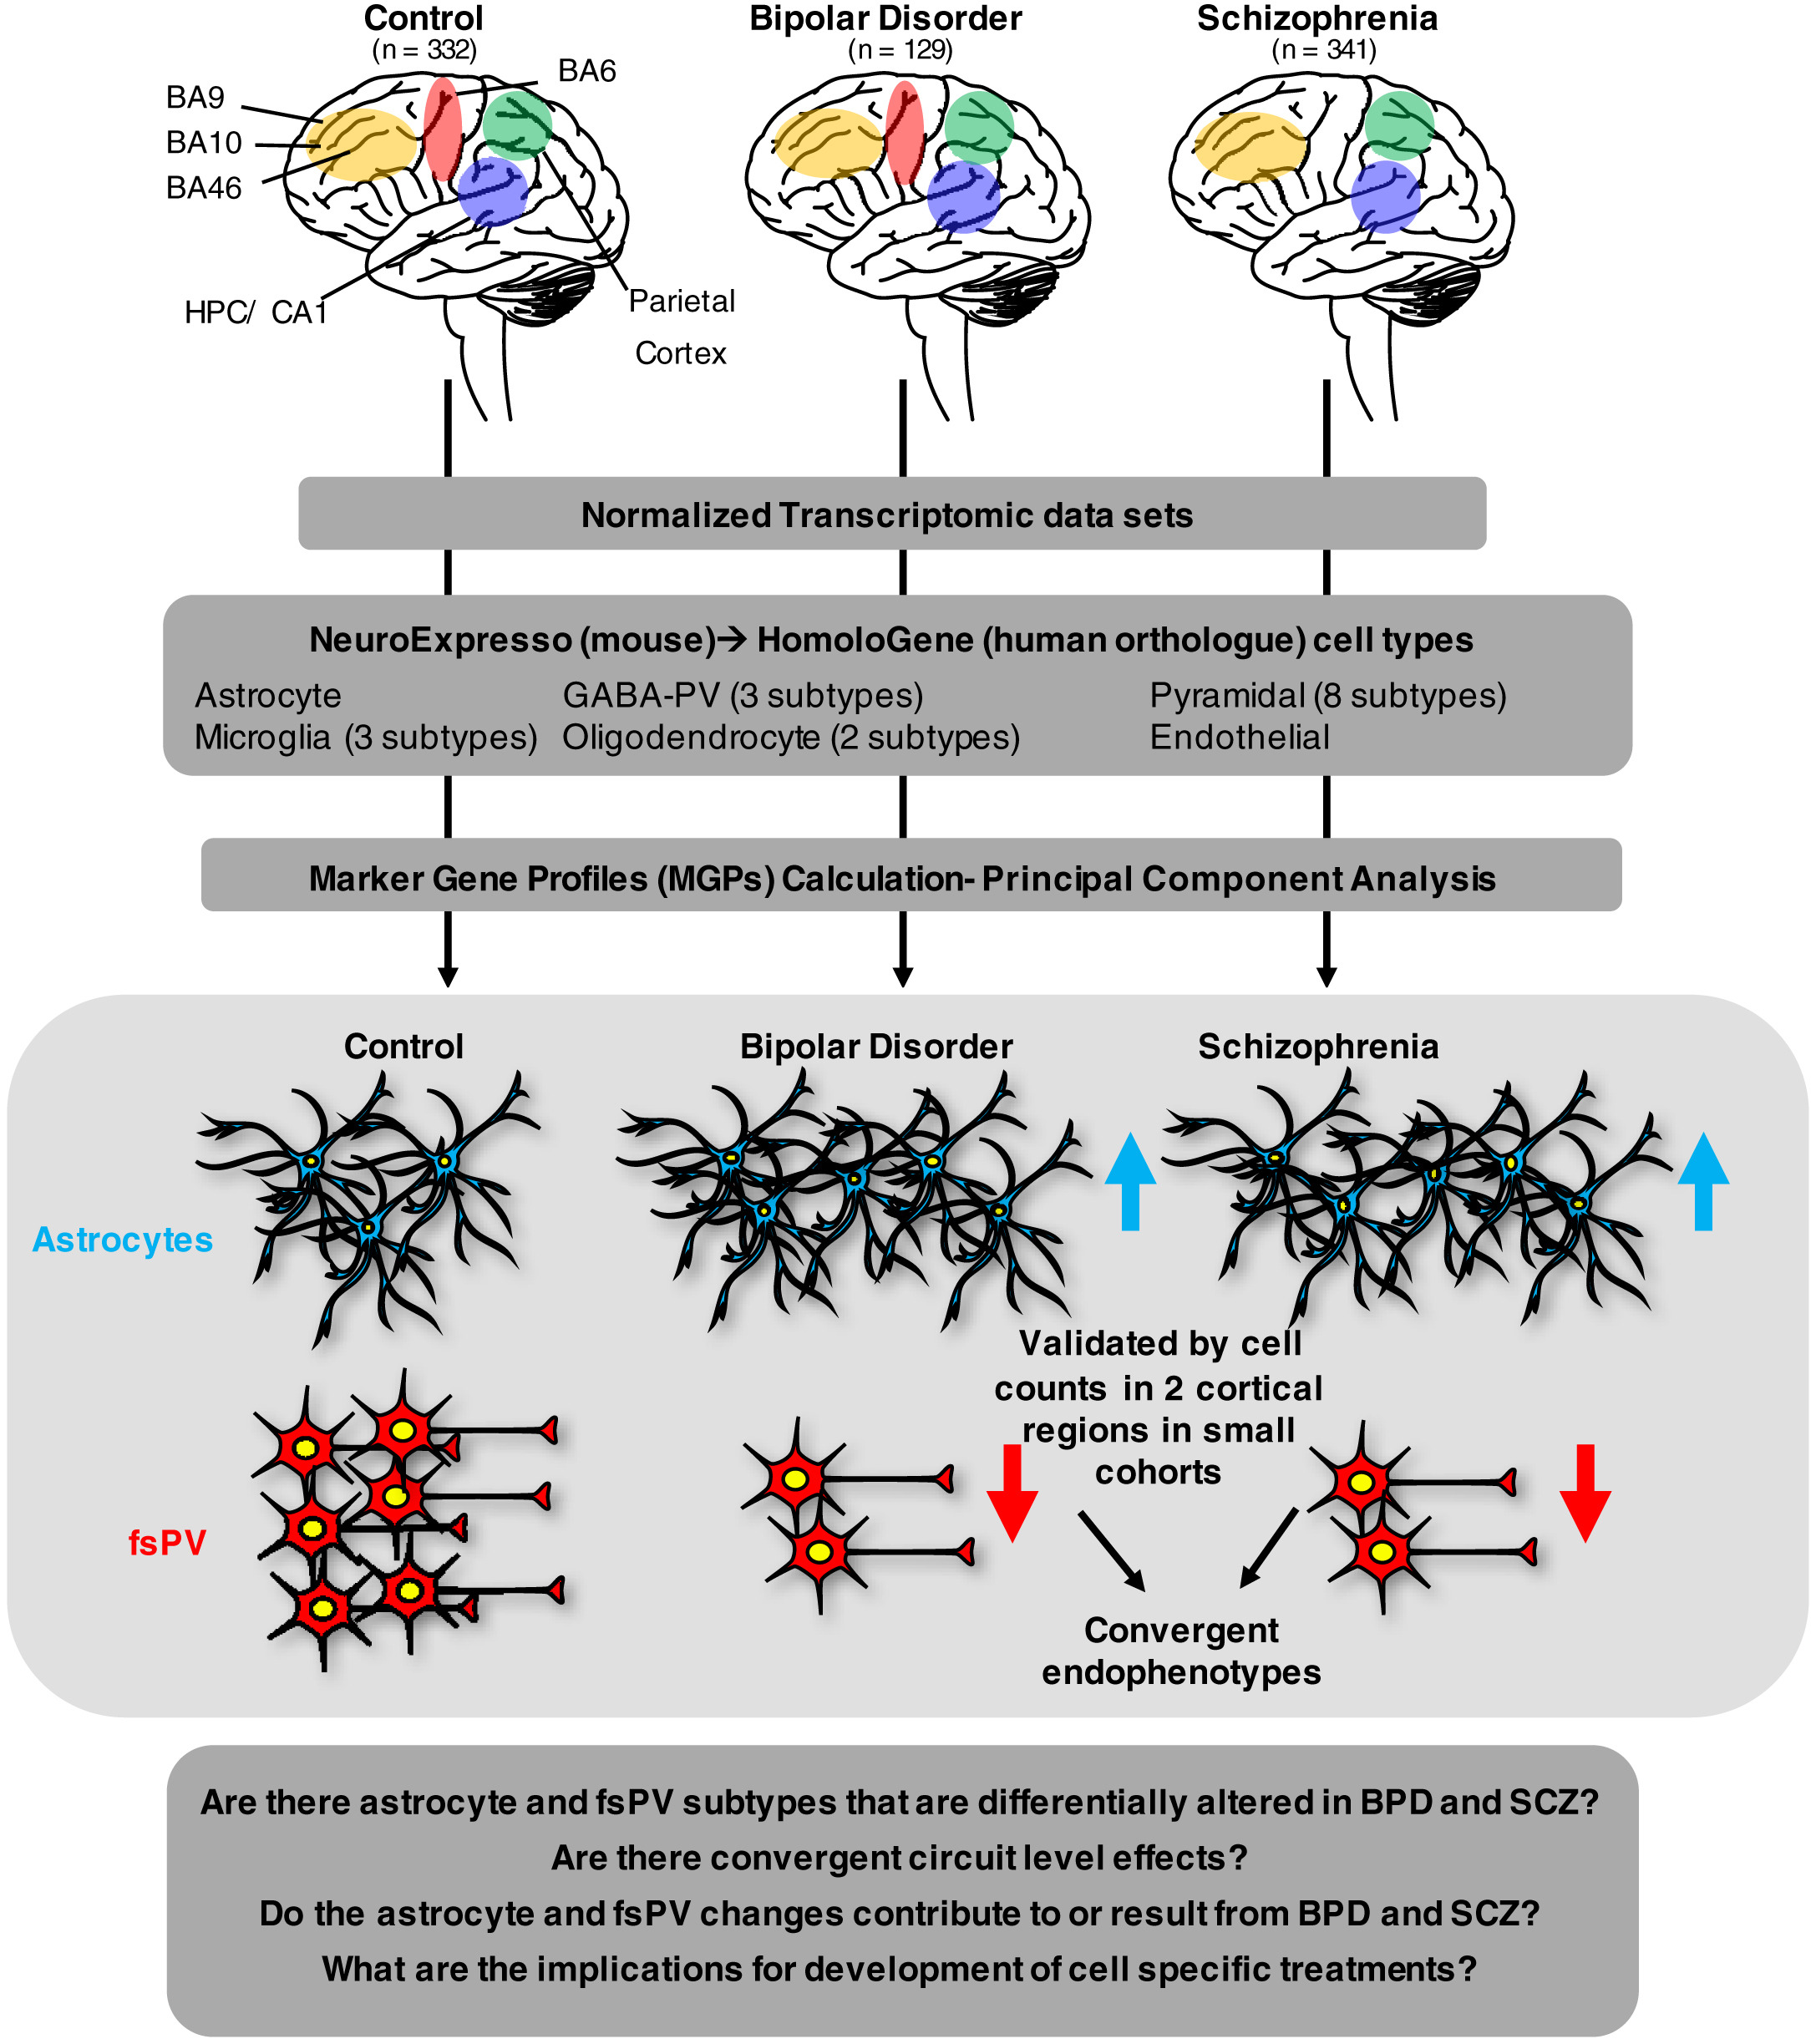 Control
(n = 332)
Bipolar Disorder
(n = 129)
Schizophrenia
(n = 341)
BA6
BA9
BA10
BA46
HPC/ CA1
Parietal
Cortex
Normalized Transcriptomic data sets
NeuroExpresso (mouse)→ HomoloGene (human orthologue) cell types
Astrocyte
GABA-PV (3 subtypes)
Pyramidal (8 subtypes)
Microglia (3 subtypes)
Oligodendrocyte (2 subtypes)
Endothelial
Marker Gene Profiles (MGPs) Calculation- Principal Component Analysis
Control
Bipolar Disorder
Schizophrenia
Astrocytes
Validated by cell
counts in 2 cortical
regions in small
cohorts
fsPV
Convergent
endophenotypes
Are there astrocyte and fsPV subtypes that are differentially altered in BPD and SCZ?
Are there convergent circuit level effects?
Do the astrocyte and fsPV changes contribute to or result from BPD and SCZ?
What are the implications for development of cell specific treatments?